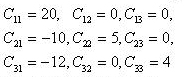 C₁₁ = 20, C₁₂ = 0, C₁₃ = 0,
C₂₁ = −10, C₂₂ = 5, C₂₃ = 0,
C₃₁ = −12, C₃₂ = 0, C₃₃ = 4